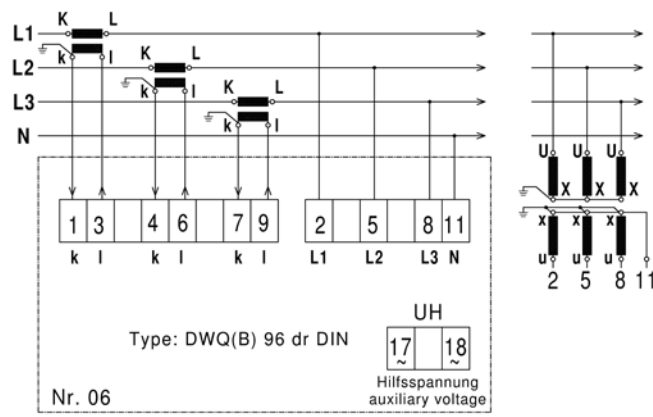 K L
L1
K L
k l
L2
K L
k l
L3
k l
N
U U U
X X X
x x x
1 3 4 6 7 9 2 5 8 11
k l k l k l L1 L2 L3 N
u u u
2 5 8 11
UH
Type: DWQ(B) 96 dr DIN
17 18
~ ~
Hilfsspannung
Nr. 06
auxiliary voltage